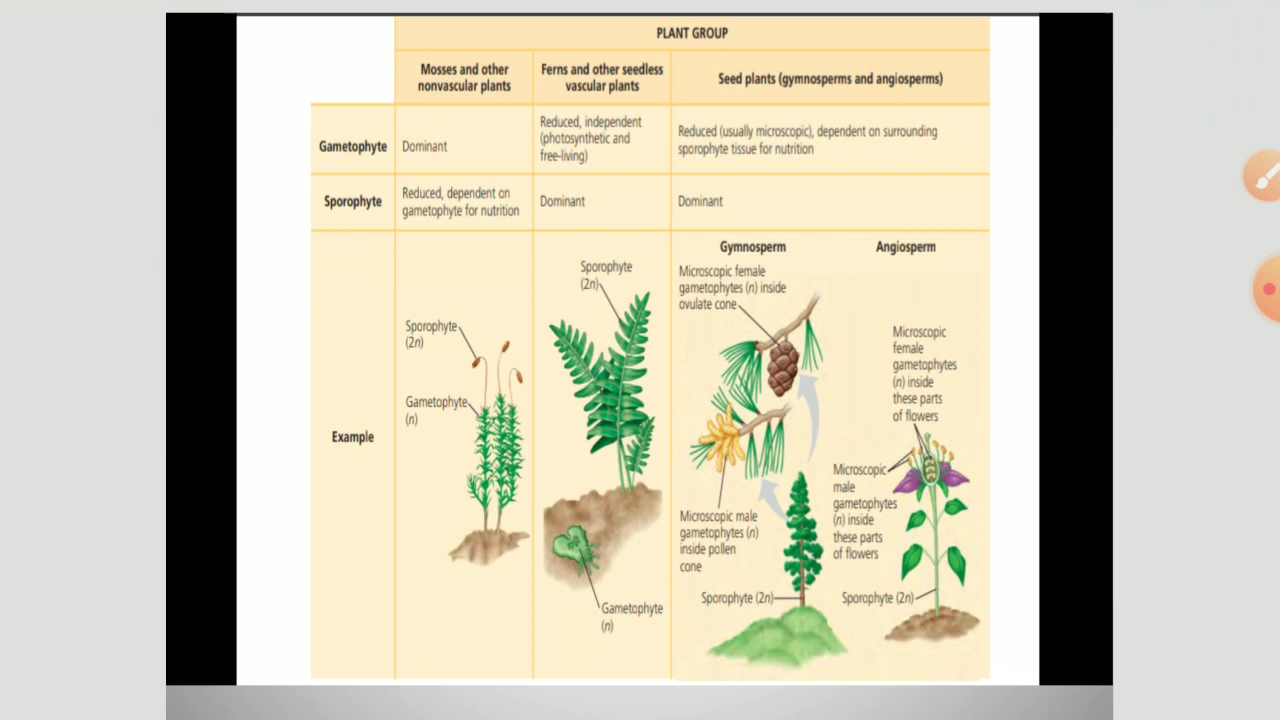 PLANT GROUP
Mosses and other
nonvascular plants
Ferns and other seedless
vascular plants
Seed plants (gymnosperms and angiosperms)
Gametophyte
Dominant
Reduced, independent
(photosynthetic and
free-living)
Reduced (usually microscopic), dependent on surrounding
sporophyte tissue for nutrition
Sporophyte
Reduced, dependent on
gametophyte for nutrition
Dominant
Dominant
Example
Sporophyte
(2n)
Gametophyte
(n)
Sporophyte
(2n)
Gametophyte
(n)
Gymnosperm
Microscopic female
gametophytes (n) inside
ovulate cone
Microscopic male
gametophytes (n)
inside pollen
cone
Sporophyte (2n)
Angiosperm
Microscopic
female
gametophytes
(n) inside
these parts
of flowers
Microscopic
male
gametophytes
(n) inside
these parts
of flowers
Sporophyte (2n)